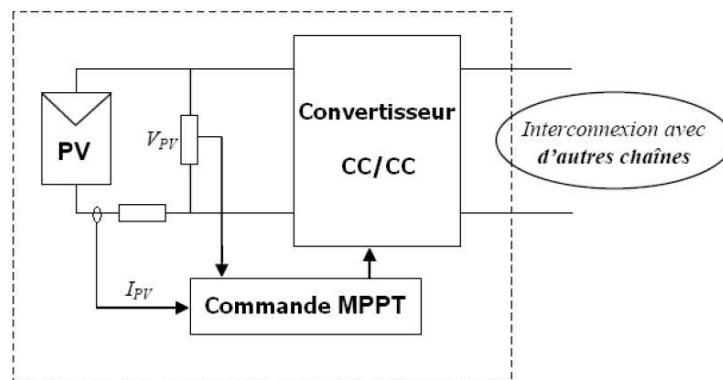 Convertisseur
CC/CC
PV
V_PV
Interconnexion avec
d'autres chaînes
I_PV
Commande MPPT